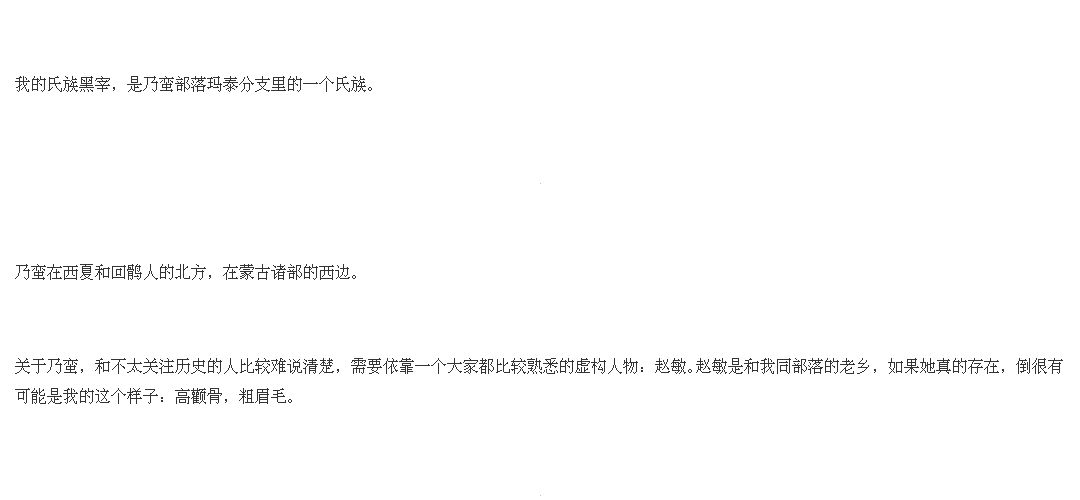 我的氏族黑宰，是乃蛮部落玛泰分支里的一个氏族。
乃蛮在西夏和回鹘人的北方，在蒙古诸部的西边。
关于乃蛮，和不太关注历史的人比较难说清楚，需要依靠一个大家都比较熟悉的虚构人物：赵敏。赵敏是和我同部落的老乡，如果她真的存在，倒很有
可能是我的这个样子：高颧骨，粗眉毛。